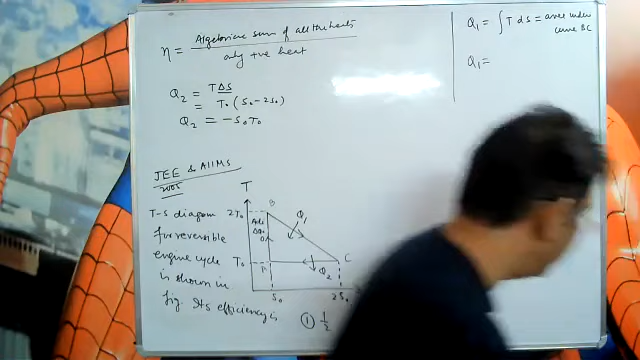 η = Algebraic sum of all the heats
only +ve heat
Q₂ = TΔS
= T₀ (S₀ - 2S₀)
Q₂ = -S₀T₀
Q₁ = ∫ T dS = area under
curve BC
Q₁ =
JEE & AIIMS
2005
T-S diagram
for reversible
engine cycle
is shown in
fig. Its efficiency is
① 1/2
T
2T₀
T₀
B
Q₁
C
Q₂
S₀
2S₀